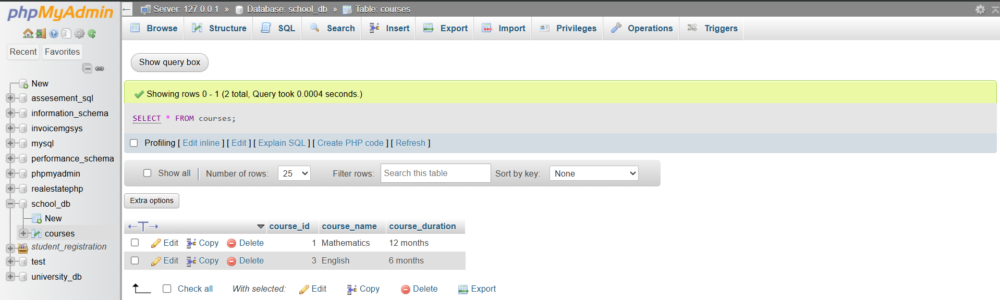 phpMyAdmin
Recent Favorites
New
assesement_sql
information_schema
invoicemgsys
mysql
performance_schema
phpmyadmin
realestatephp
school_db
New
courses
student_registration
test
university_db
Server: 127.0.0.1 » Database: school_db » Table: courses
Browse Structure SQL Search Insert Export Import Privileges Operations Triggers
Show query box
Showing rows 0 - 1 (2 total, Query took 0.0004 seconds.)
SELECT * FROM courses;
Profiling [ Edit inline ] [ Edit ] [ Explain SQL ] [ Create PHP code ] [ Refresh ]
Show all Number of rows: 25 Filter rows: Search this table Sort by key: None
Extra options
course_id course_name course_duration
Edit Copy Delete 1 Mathematics 12 months
Edit Copy Delete 3 English 6 months
Check all With selected: Edit Copy Delete Export